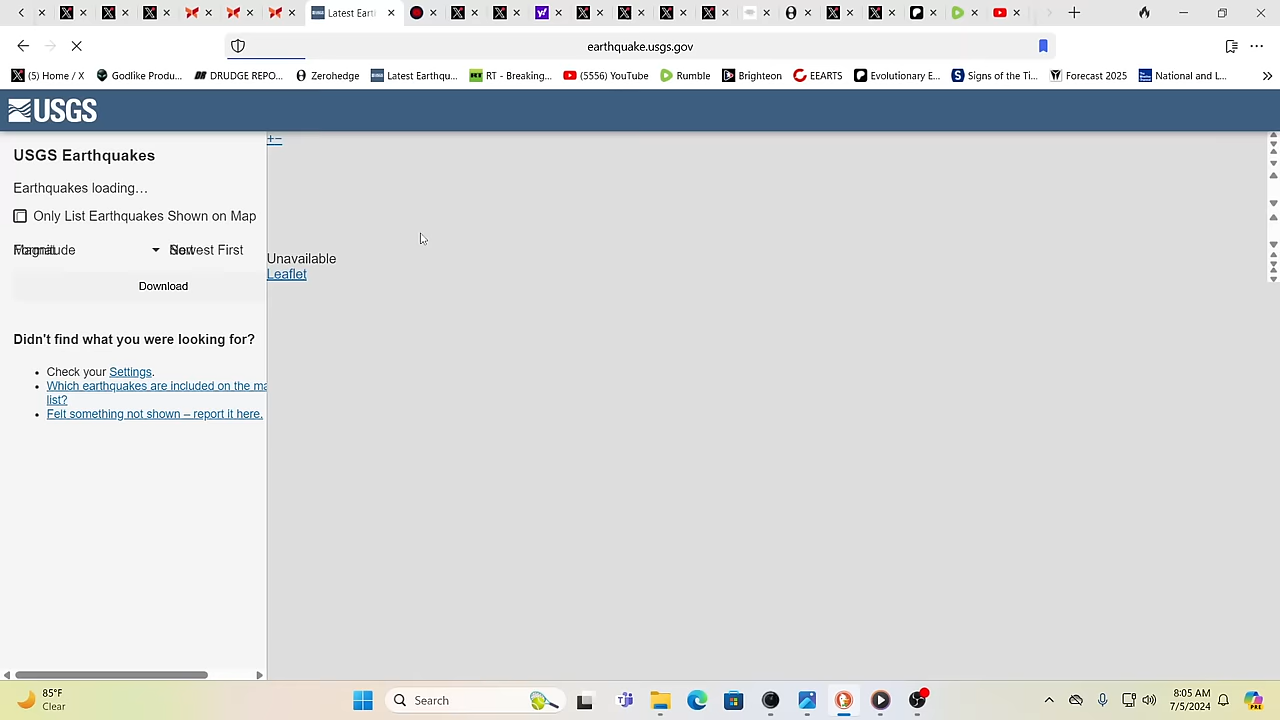 Latest Eart
earthquake.usgs.gov
(5) Home / X
Godlike Produ...
DRUDGE REPO...
Zerohedge
Latest Earthqu...
RT - Breaking...
(5556) YouTube
Rumble
Brighteon
EEARTS
Evolutionary E...
Signs of the Ti...
Forecast 2025
National and L...
USGS
USGS Earthquakes
Earthquakes loading…
Only List Earthquakes Shown on Map
Magnitude
Newest First
Download
Didn't find what you were looking for?
Check your Settings.
Which earthquakes are included on the ma
list?
Felt something not shown – report it here.
+−
Unavailable
Leaflet
85°F
Clear
Search
8:05 AM
7/5/2024